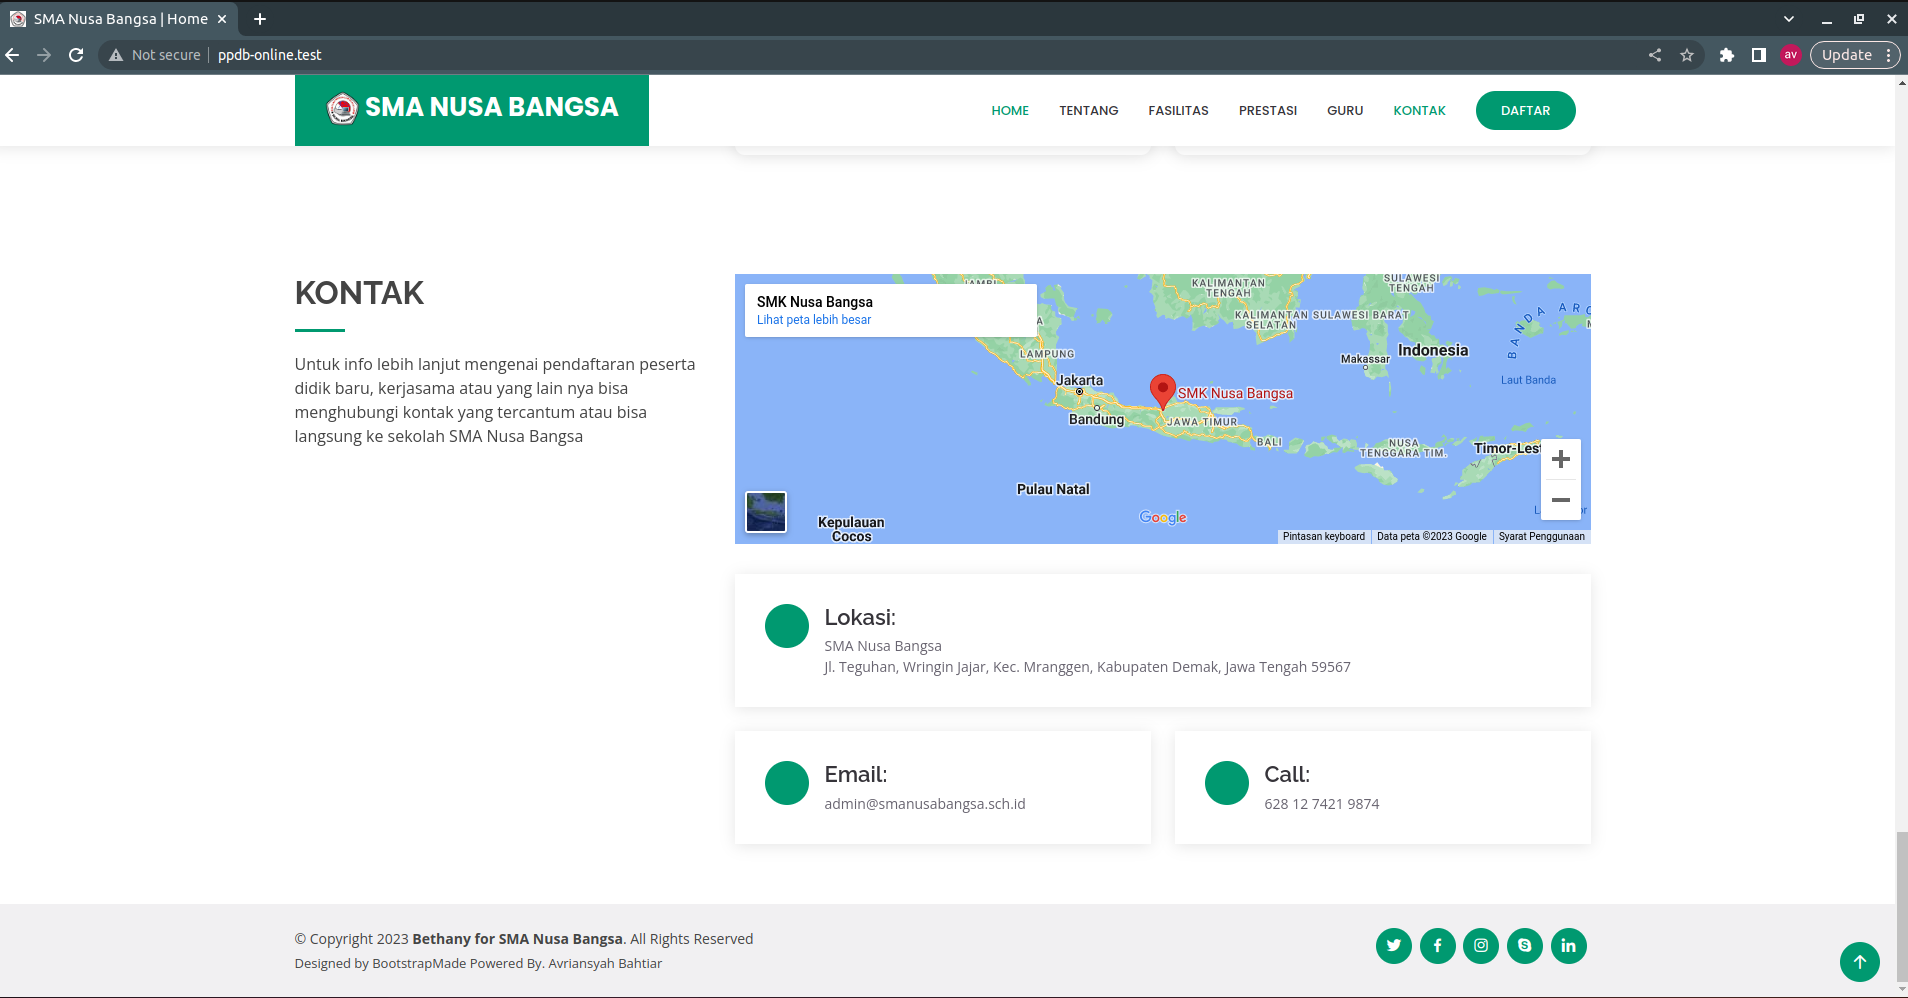 SMA Nusa Bangsa | Home
Not secure
ppdb-online.test
av
Update
SMA NUSA BANGSA
HOME
TENTANG
FASILITAS
PRESTASI
GURU
KONTAK
DAFTAR
KONTAK
Untuk info lebih lanjut mengenai pendaftaran peserta
didik baru, kerjasama atau yang lain nya bisa
menghubungi kontak yang tercantum atau bisa
langsung ke sekolah SMA Nusa Bangsa
SMK Nusa Bangsa
Lihat peta lebih besar
JAMBI
KALIMANTAN
TENGAH
SULAWESI
TENGAH
KALIMANTAN
SELATAN
SULAWESI BARAT
BANDA
LAMPUNG
Makassar
Indonesia
Jakarta
SMK Nusa Bangsa
Laut Banda
Bandung
JAWA TIMUR
BALI
NUSA
TENGGARA TIM.
Timor-Lest
Pulau Natal
Kepulauan
Cocos
Google
Pintasan keyboard
Data peta ©2023 Google
Syarat Penggunaan
Lokasi:
SMA Nusa Bangsa
Jl. Teguhan, Wringin Jajar, Kec. Mranggen, Kabupaten Demak, Jawa Tengah 59567
Email:
admin@smanusabangsa.sch.id
Call:
628 12 7421 9874
© Copyright 2023 Bethany for SMA Nusa Bangsa. All Rights Reserved
Designed by BootstrapMade Powered By. Avriansyah Bahtiar